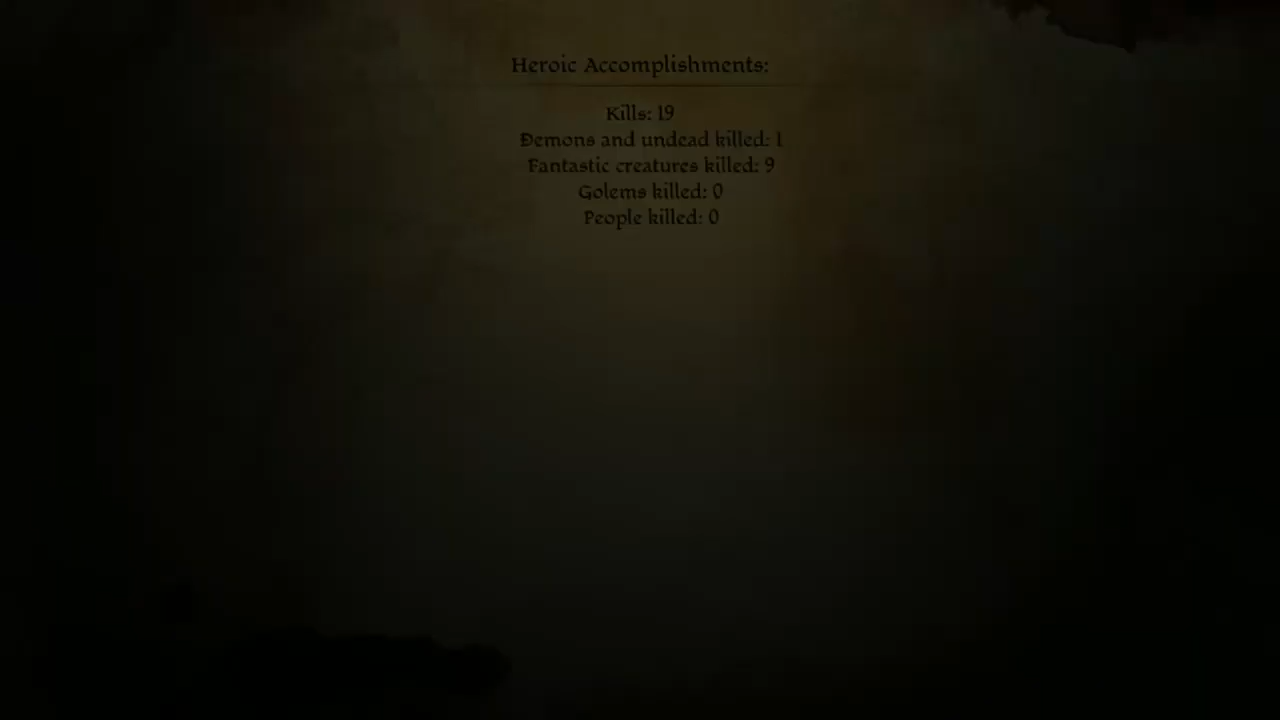 Heroic Accomplishments:
Kills: 19
Demons and undead killed: 1
Fantastic creatures killed: 9
Golems killed: 0
People killed: 0